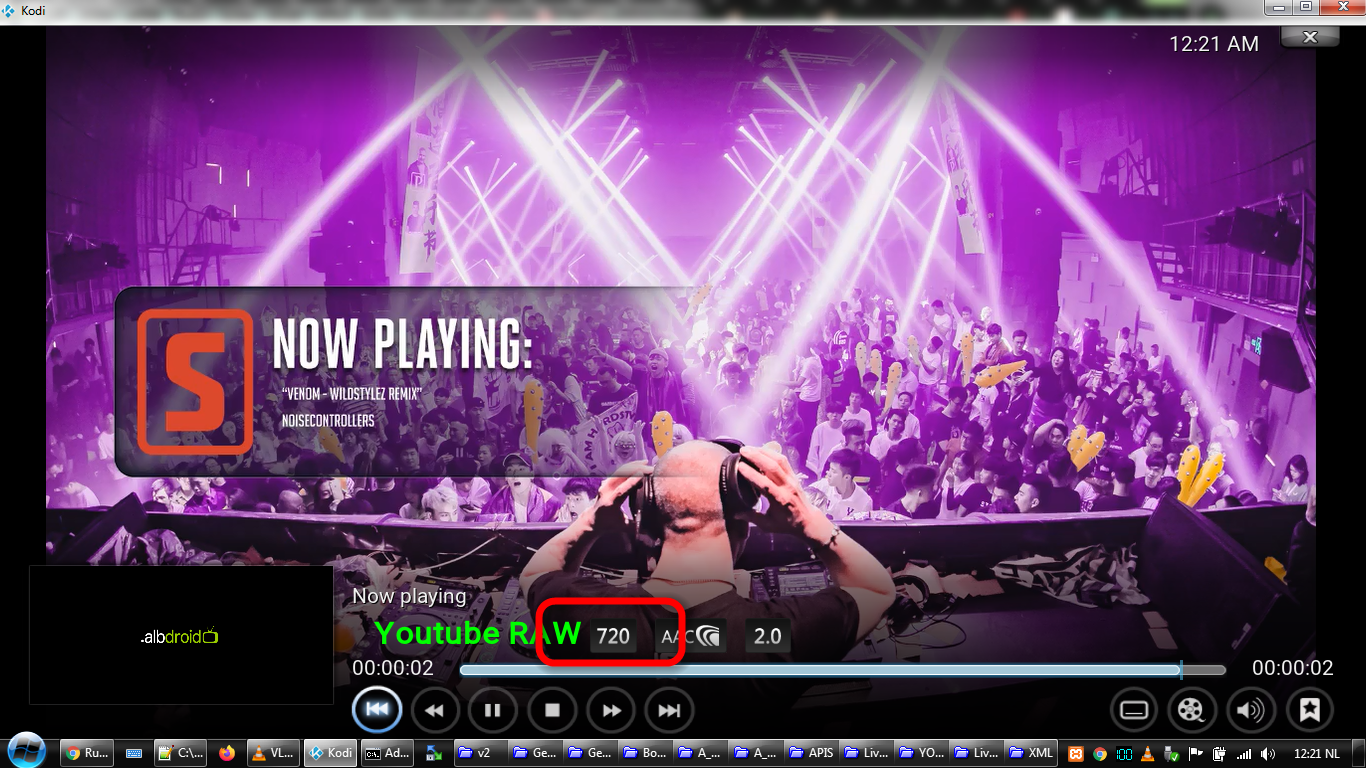 Kodi
12:21 AM
S
NOW PLAYING:
“VENOM - WILDSTYLEZ REMIX”
NOISECONTROLLERS
.albdroid
Now playing
Youtube RAW 720 AAC 2.0
00:00:02 00:00:02
Ru... C:\... VL... Kodi Ad... v2 Ge... Ge... Bo... A_... A_... APIS Liv... YO... Liv... XML 12:21 NL